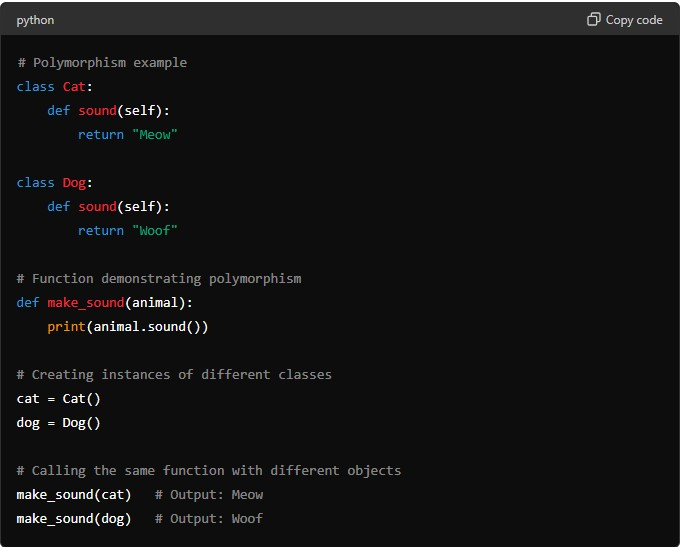 python
Copy code
# Polymorphism example
class Cat:
    def sound(self):
        return "Meow"
class Dog:
    def sound(self):
        return "Woof"
# Function demonstrating polymorphism
def make_sound(animal):
    print(animal.sound())
# Creating instances of different classes
cat = Cat()
dog = Dog()
# Calling the same function with different objects
make_sound(cat)   # Output: Meow
make_sound(dog)   # Output: Woof